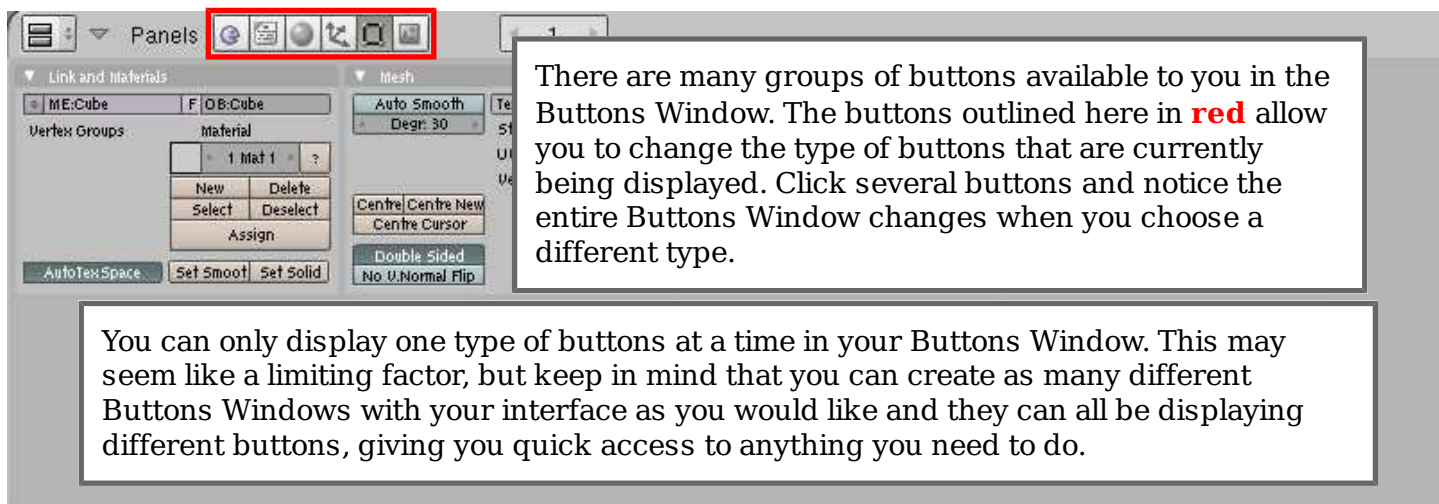 Panels
1
Link and Materials
Mesh
ME:Cube
F OB:Cube
Auto Smooth
Degr: 30
Vertex Groups
Material
1 Mat 1
?
New
Delete
Select
Deselect
Assign
Centre
Centre New
Centre Cursor
Double Sided
No V.Normal Flip
AutoTexSpace
Set Smoot
Set Solid
There are many groups of buttons available to you in the
Buttons Window. The buttons outlined here in red allow
you to change the type of buttons that are currently
being displayed. Click several buttons and notice the
entire Buttons Window changes when you choose a
different type.
You can only display one type of buttons at a time in your Buttons Window. This may
seem like a limiting factor, but keep in mind that you can create as many different
Buttons Windows with your interface as you would like and they can all be displaying
different buttons, giving you quick access to anything you need to do.